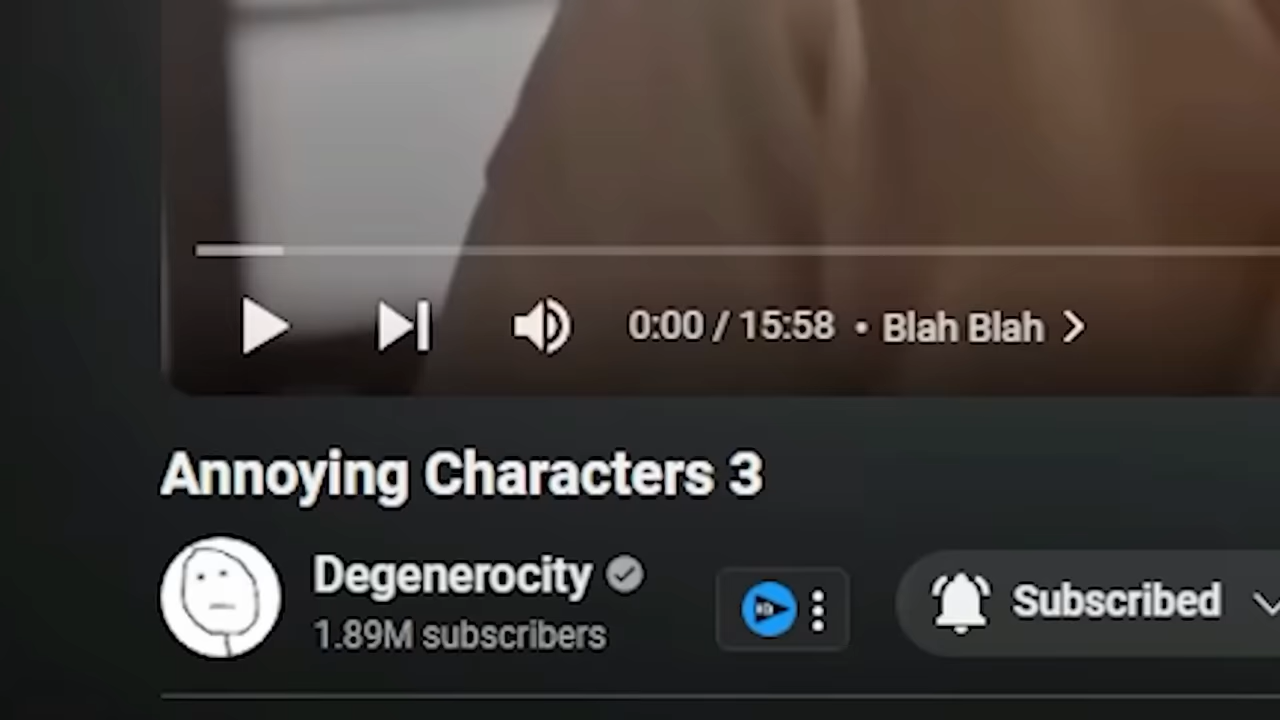 0:00 / 15:58 • Blah Blah >
Annoying Characters 3
Degenerocity
1.89M subscribers
Subscribed